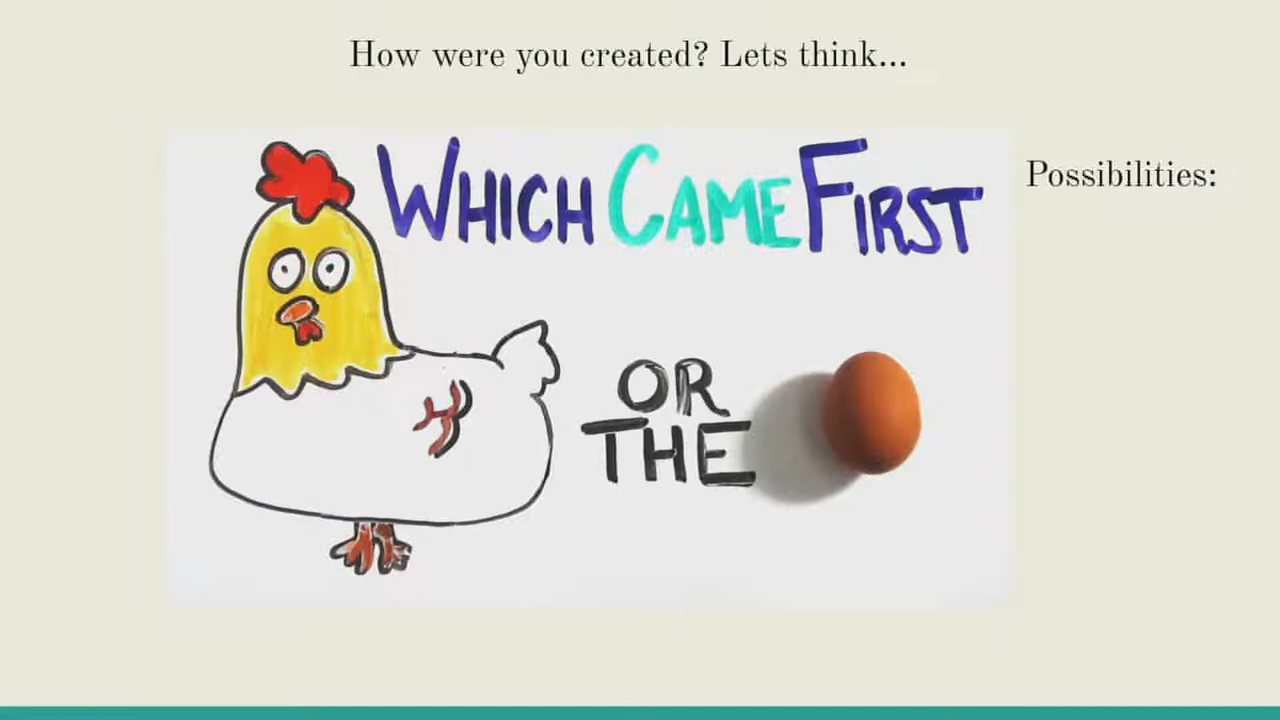 How were you created? Lets think...
WHICH CAME FIRST
OR
THE
Possibilities: